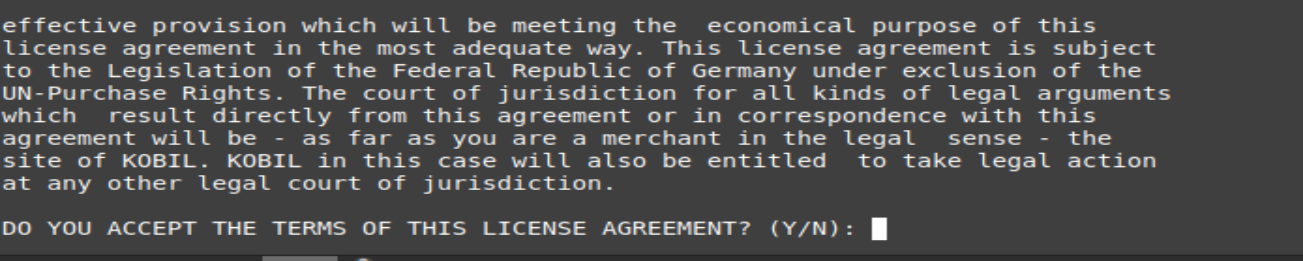 effective provision which will be meeting the  economical purpose of this
license agreement in the most adequate way. This license agreement is subject
to the Legislation of the Federal Republic of Germany under exclusion of the
UN-Purchase Rights. The court of jurisdiction for all kinds of legal arguments
which  result directly from this agreement or in correspondence with this
agreement will be - as far as you are a merchant in the legal  sense - the
site of KOBIL. KOBIL in this case will also be entitled  to take legal action
at any other legal court of jurisdiction.
DO YOU ACCEPT THE TERMS OF THIS LICENSE AGREEMENT? (Y/N):